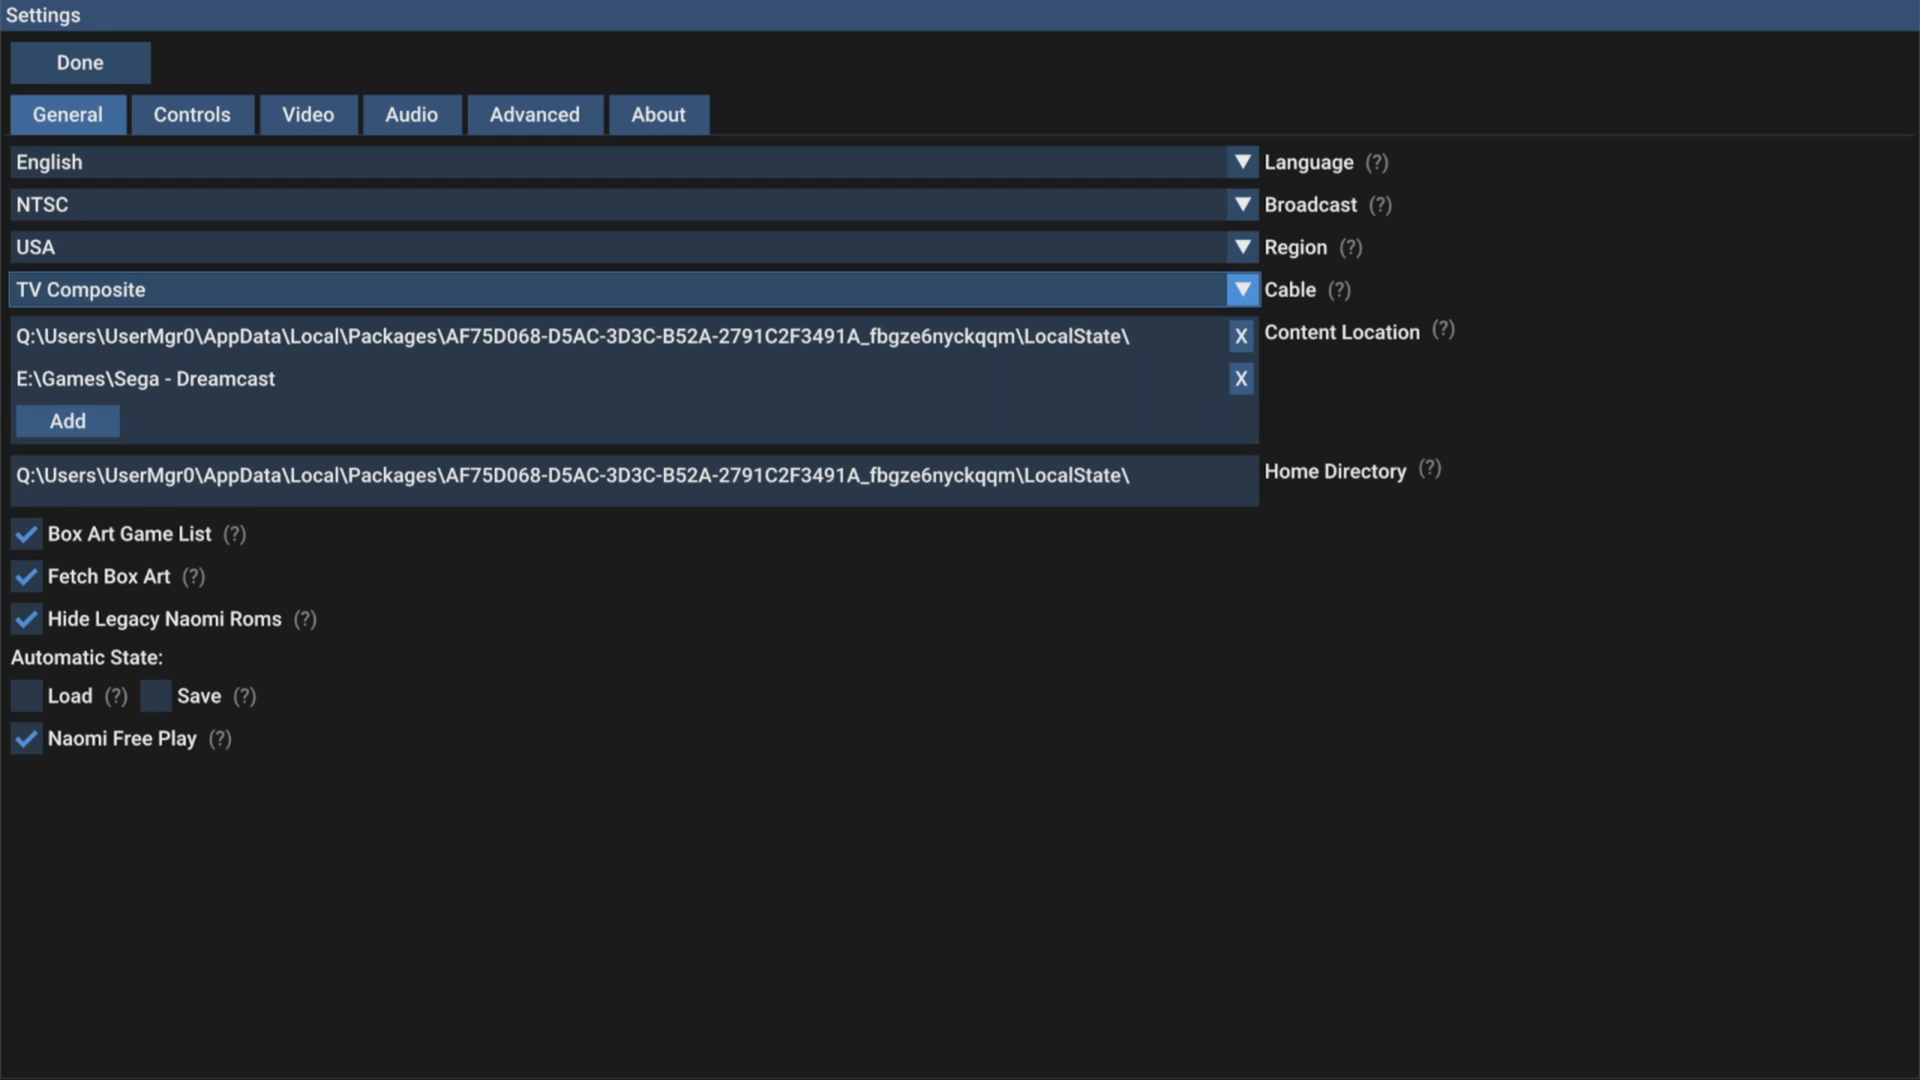 Settings
Done
General Controls Video Audio Advanced About
English Language (?)
NTSC Broadcast (?)
USA Region (?)
TV Composite Cable (?)
Q:\Users\UserMgr0\AppData\Local\Packages\AF75D068-D5AC-3D3C-B52A-2791C2F3491A_fbgze6nyckqqm\LocalState\ X Content Location (?)
E:\Games\Sega - Dreamcast X
Add
Q:\Users\UserMgr0\AppData\Local\Packages\AF75D068-D5AC-3D3C-B52A-2791C2F3491A_fbgze6nyckqqm\LocalState\ Home Directory (?)
Box Art Game List (?)
Fetch Box Art (?)
Hide Legacy Naomi Roms (?)
Automatic State:
Load (?) Save (?)
Naomi Free Play (?)